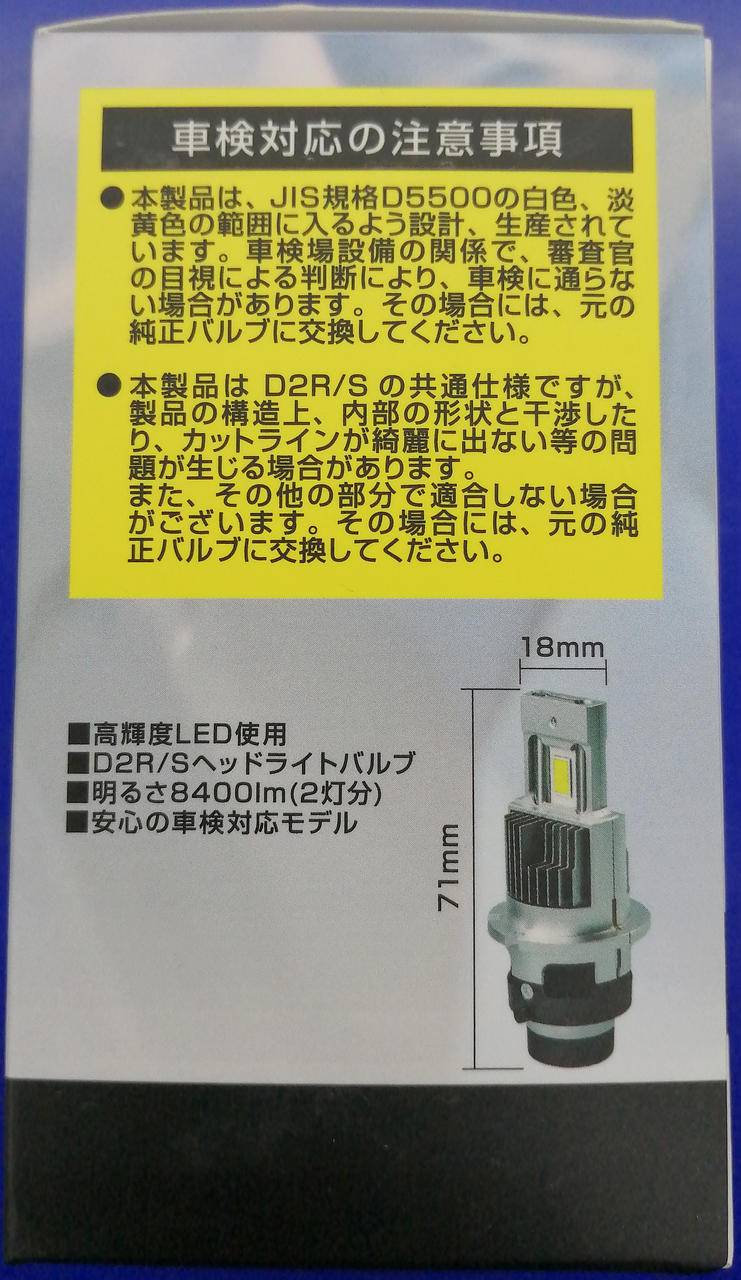 車検対応の注意事項
●本製品は、JIS規格D5500の白色、淡
黄色の範囲に入るよう設計、生産されて
います。車検場設備の関係で、審査官
の目視による判断により、車検に通らな
い場合があります。その場合には、元の
純正バルブに交換してください。
●本製品は D2R/S の共通仕様ですが、
製品の構造上、内部の形状と干渉した
り、カットラインが綺麗に出ない等の問
題が生じる場合があります。
また、その他の部分で適合しない場合
がございます。その場合には、元の純
正バルブに交換してください。
18mm
■高輝度LED使用
■D2R/Sヘッドライトバルブ
■明るさ8400lm(2灯分)
■安心の車検対応モデル
71mm